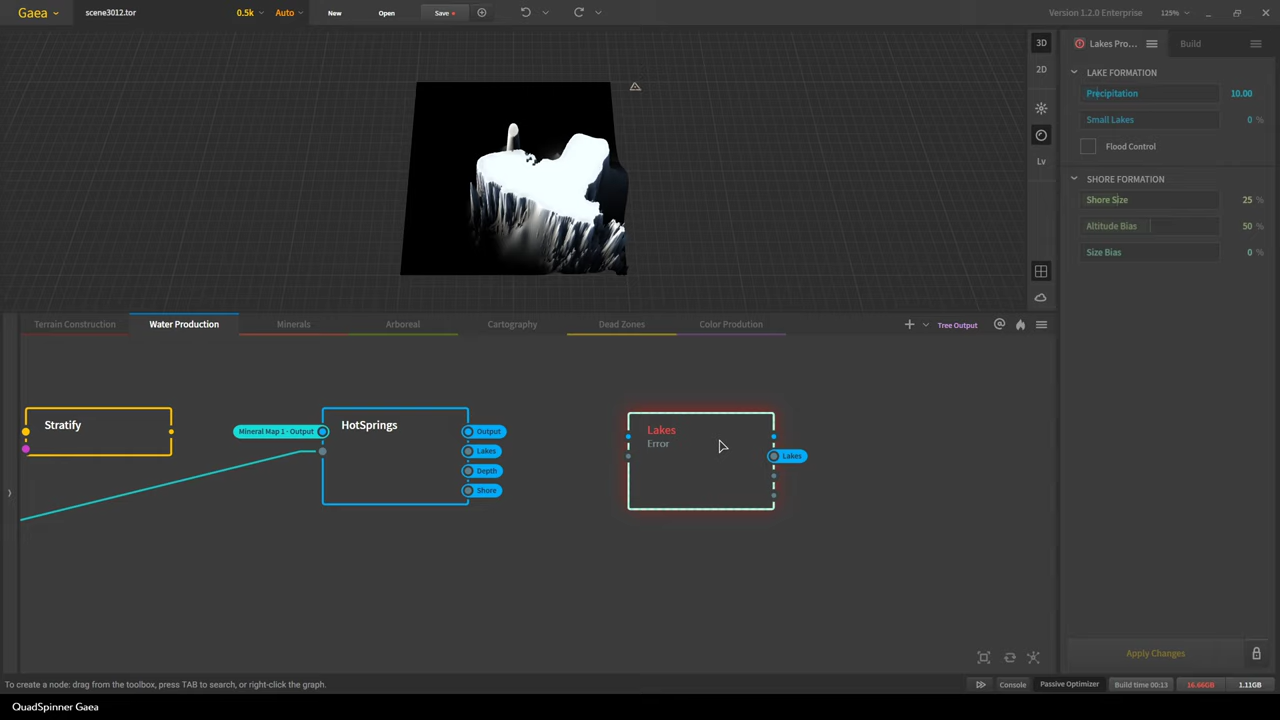 Gaea
scene3012.tor
0.5k
Auto
New
Open
Save
Version 1.2.0 Enterprise
125%
3D
2D
Lv
Lakes Pro...
Build
LAKE FORMATION
Precipitation 10.00
Small Lakes 0 %
Flood Control
SHORE FORMATION
Shore Size 25 %
Altitude Bias 50 %
Size Bias 0 %
Terrain Construction
Water Production
Minerals
Arboreal
Cartography
Dead Zones
Color Prodution
Tree Output
Stratify
Mineral Map 1 - Output
HotSprings
Output
Lakes
Depth
Shore
Lakes
Error
Lakes
Apply Changes
To create a node: drag from the toolbox, press TAB to search, or right-click the graph.
Console
Passive Optimizer
Build time 00:13
16.66GB
1.11GB
QuadSpinner Gaea